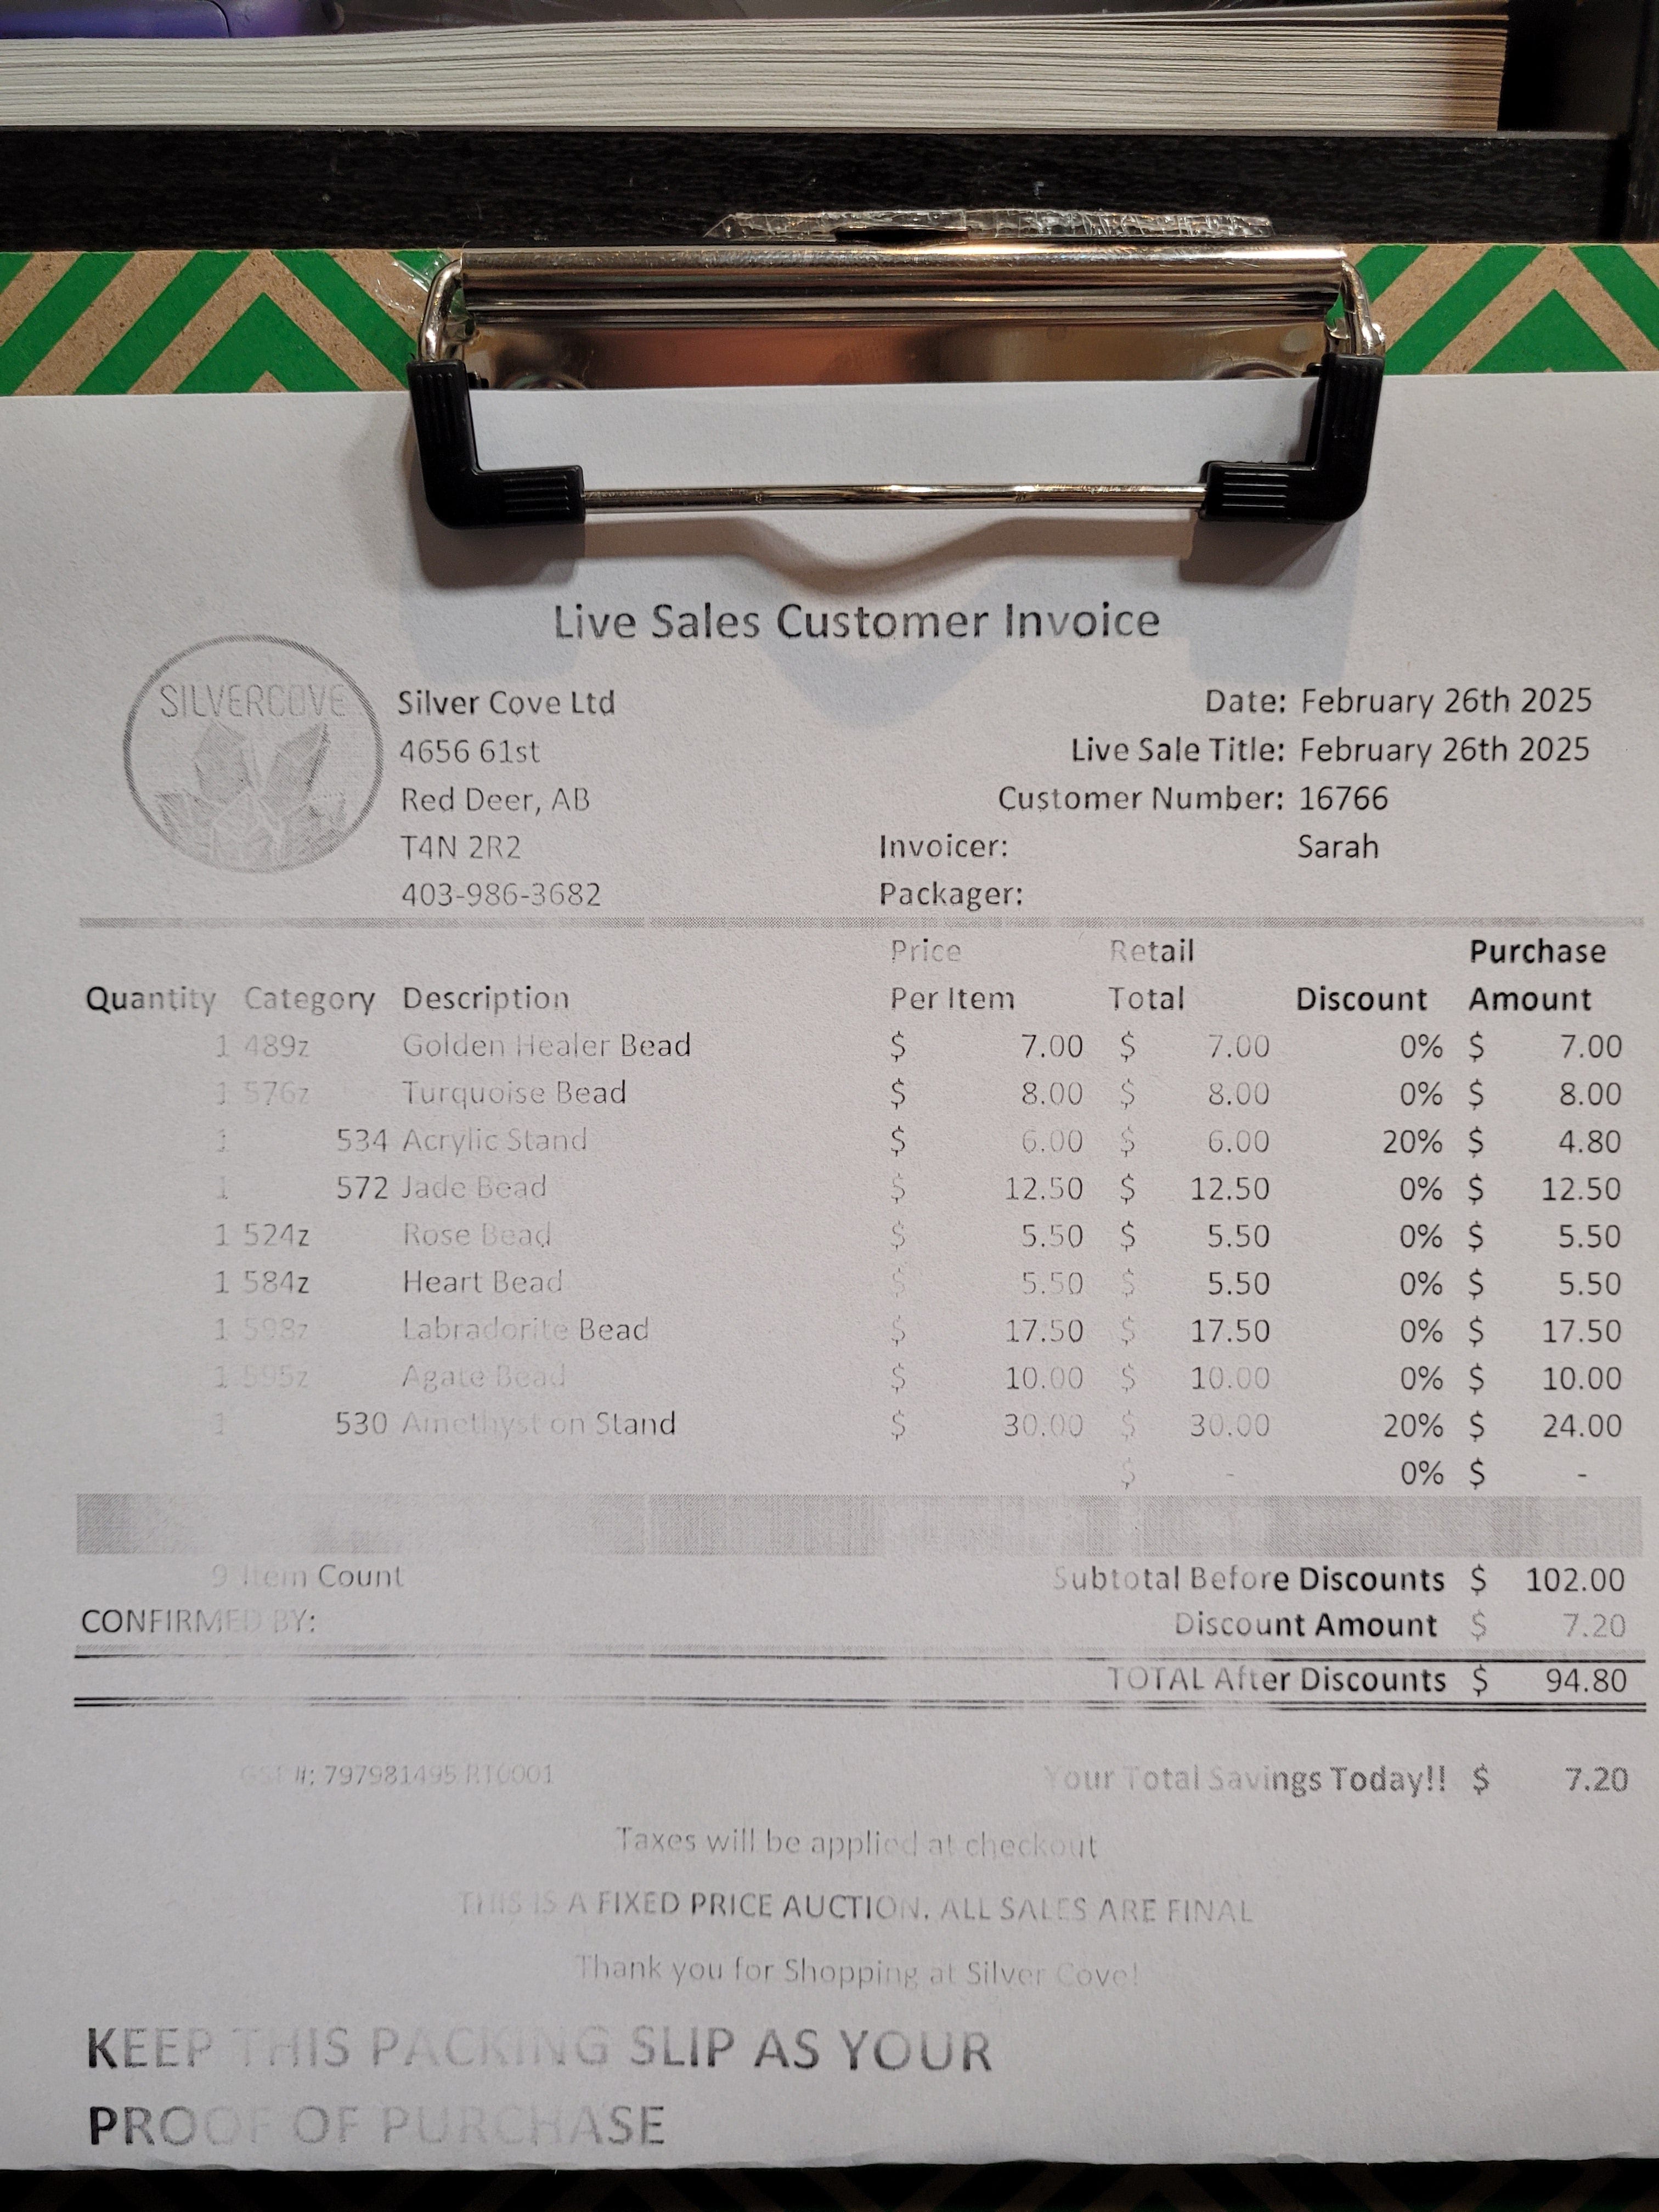 Live Sales Customer Invoice
SILVERCOVE
Silver Cove Ltd
4656 61st
Red Deer, AB
T4N 2R2
403-986-3682
Date: February 26th 2025
Live Sale Title: February 26th 2025
Customer Number: 16766
Invoicer: Sarah
Packager:
Quantity Category Description Price Per Item Retail Total Discount Purchase Amount
1 489z Golden Healer Bead $ 7.00 $ 7.00 0% $ 7.00
1 576z Turquoise Bead $ 8.00 $ 8.00 0% $ 8.00
1 534 Acrylic Stand $ 6.00 $ 6.00 20% $ 4.80
1 572 Jade Bead $ 12.50 $ 12.50 0% $ 12.50
1 524z Rose Bead $ 5.50 $ 5.50 0% $ 5.50
1 584z Heart Bead $ 5.50 $ 5.50 0% $ 5.50
1 598z Labradorite Bead $ 17.50 $ 17.50 0% $ 17.50
1 595z Agate Bead $ 10.00 $ 10.00 0% $ 10.00
1 530 Amethyst on Stand $ 30.00 $ 30.00 20% $ 24.00
$ - 0% $ -
9 Item Count Subtotal Before Discounts $ 102.00
CONFIRMED BY: Discount Amount $ 7.20
TOTAL After Discounts $ 94.80
GST #: 797981495 RT0001 Your Total Savings Today!! $ 7.20
Taxes will be applied at checkout
THIS IS A FIXED PRICE AUCTION. ALL SALES ARE FINAL
Thank you for Shopping at Silver Cove!
KEEP THIS PACKING SLIP AS YOUR
PROOF OF PURCHASE